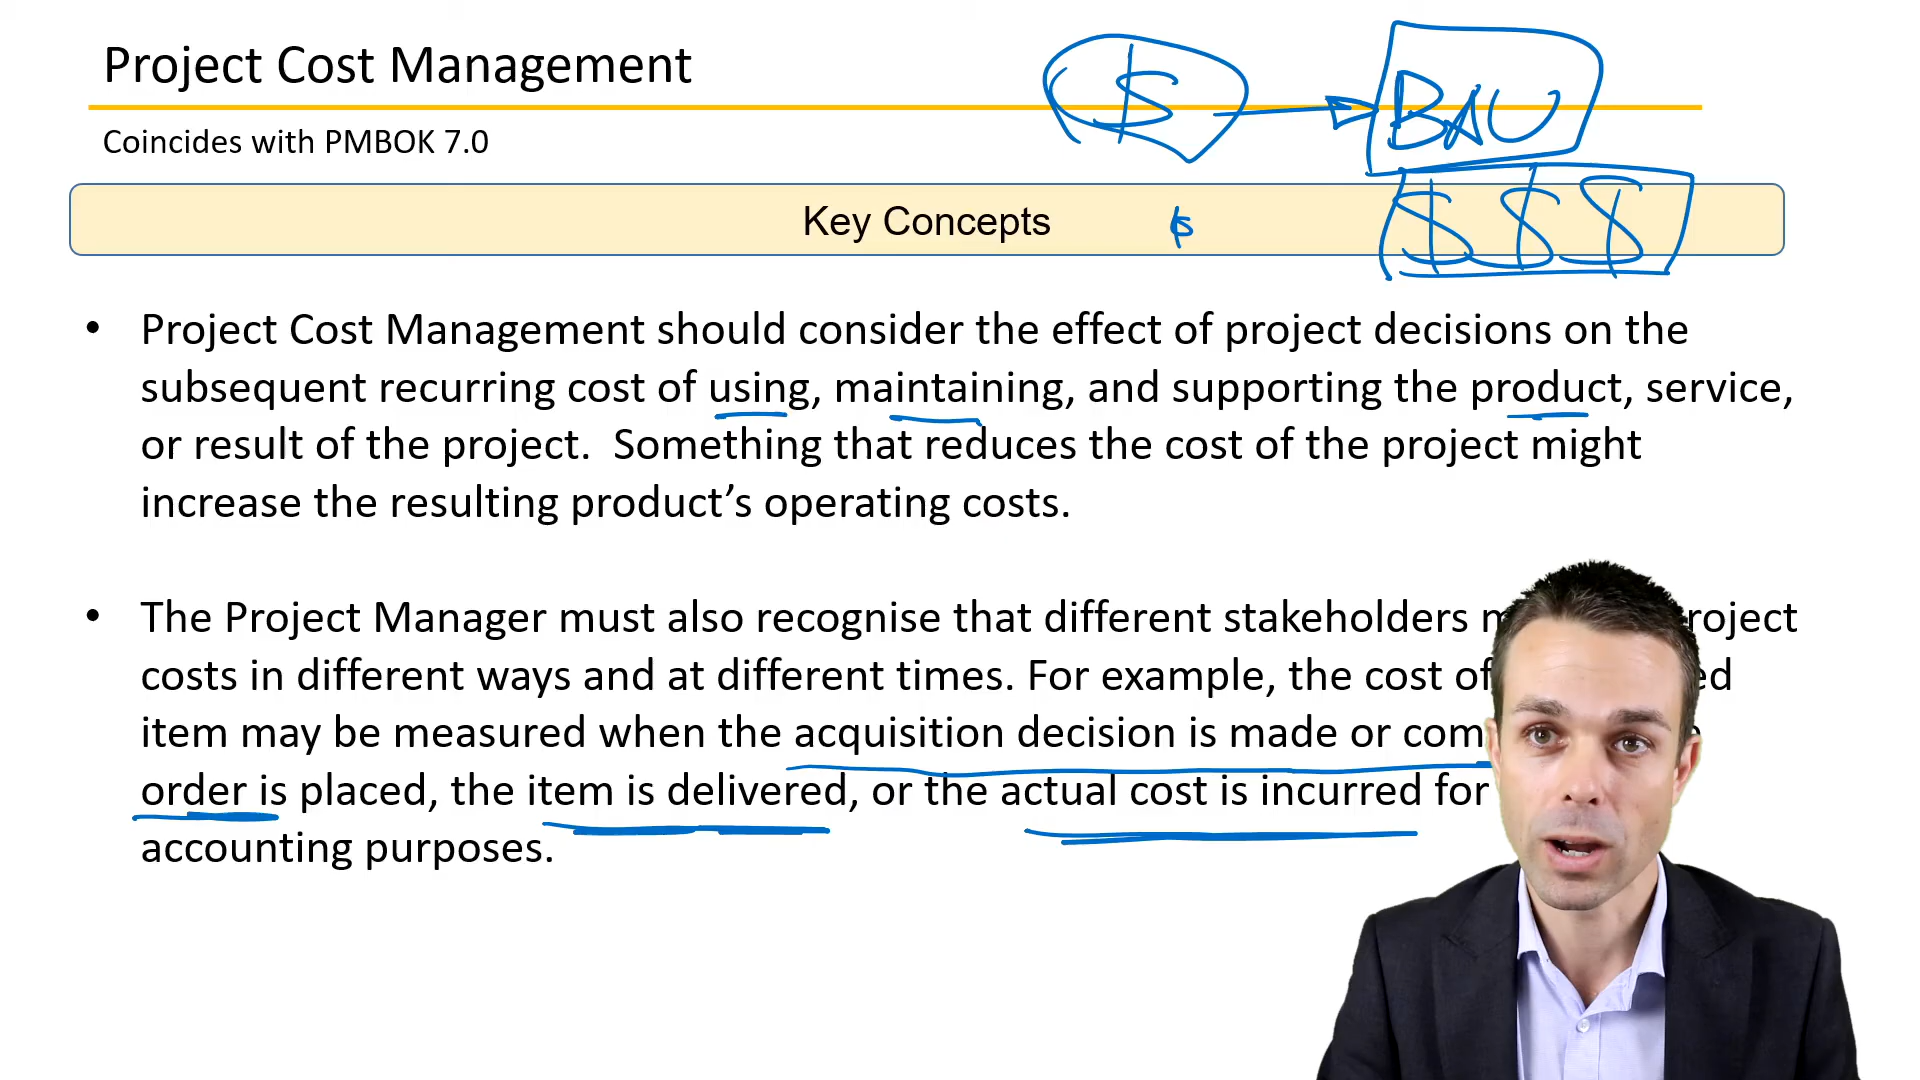 Project Cost Management
Coincides with PMBOK 7.0
$ BAU
Key Concepts $ $ $ $
• Project Cost Management should consider the effect of project decisions on the
subsequent recurring cost of using, maintaining, and supporting the product, service,
or result of the project. Something that reduces the cost of the project might
increase the resulting product’s operating costs.
• The Project Manager must also recognise that different stakeholders
costs in different ways and at different times. For example, the cost of
item may be measured when the acquisition decision is made or
order is placed, the item is delivered, or the actual cost is incurred for
accounting purposes.